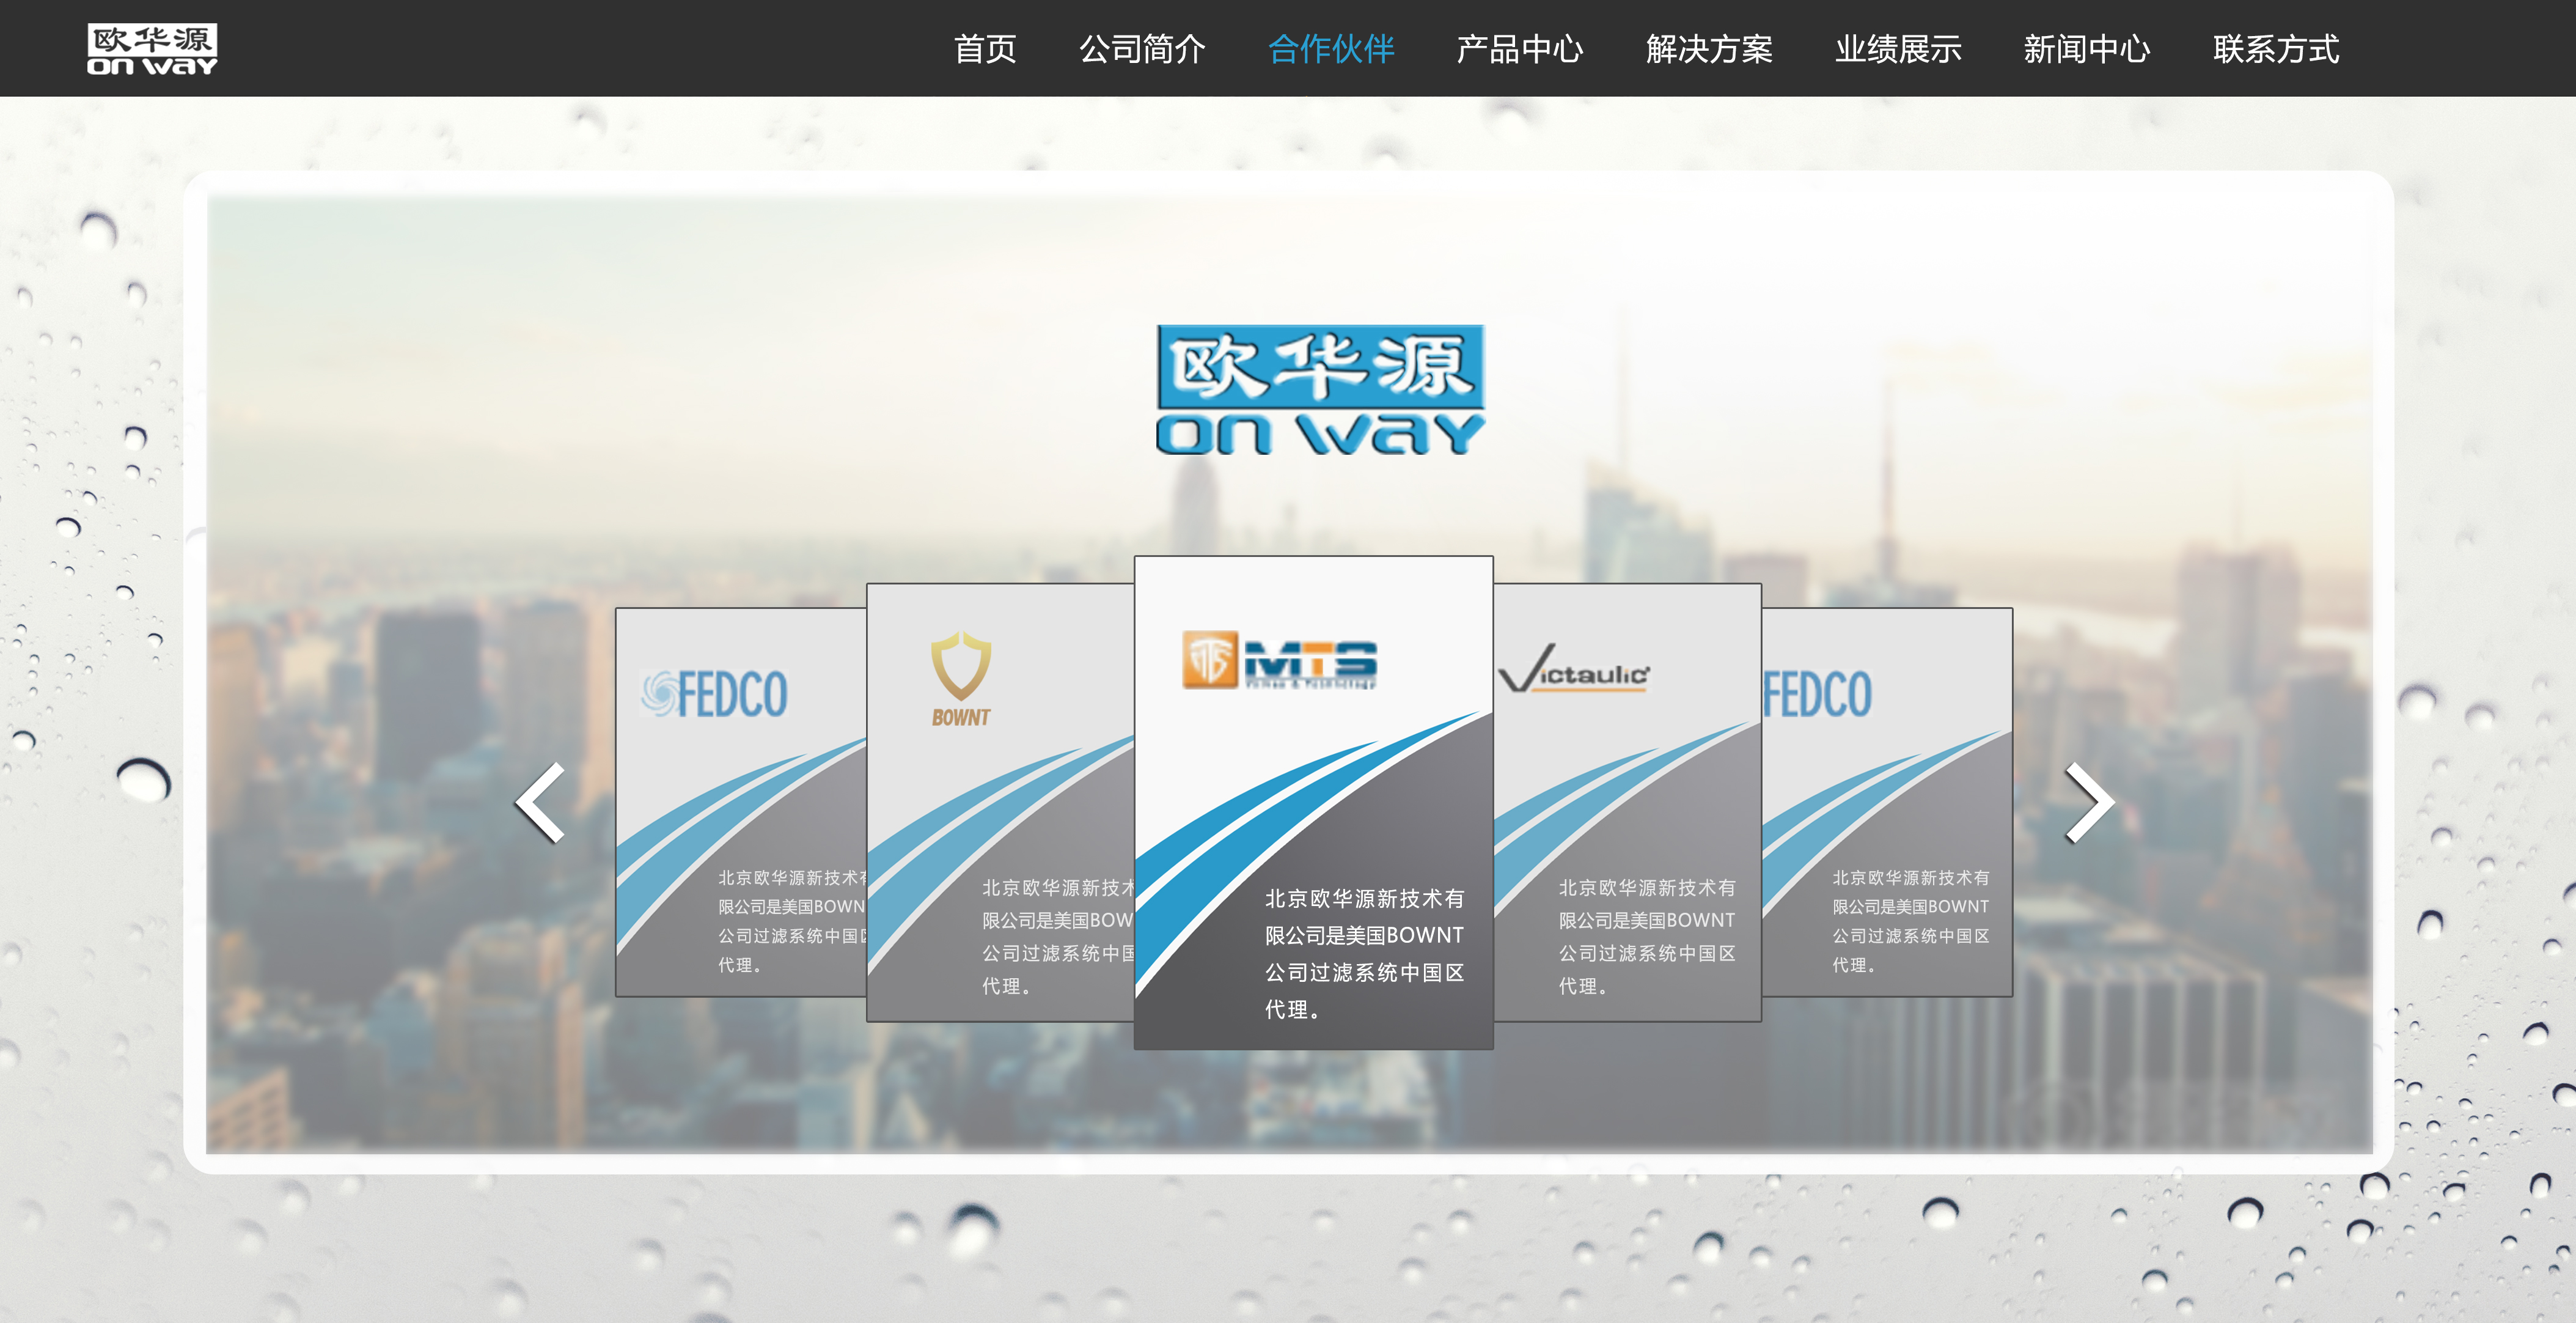 欧华源
on way
首页 公司简介 合作伙伴 产品中心 解决方案 业绩展示 新闻中心 联系方式
欧华源
on way
FEDCO
北京欧华源新技术有
限公司是美国BOWN
公司过滤系统中国区
代理。
BOWNT
北京欧华源新技术
限公司是美国BOW
公司过滤系统中国
代理。
MTS
北京欧华源新技术有
限公司是美国BOWNT
公司过滤系统中国区
代理。
Victaulic
北京欧华源新技术有
限公司是美国BOWNT
公司过滤系统中国区
代理。
FEDCO
北京欧华源新技术有
限公司是美国BOWNT
公司过滤系统中国区
代理。